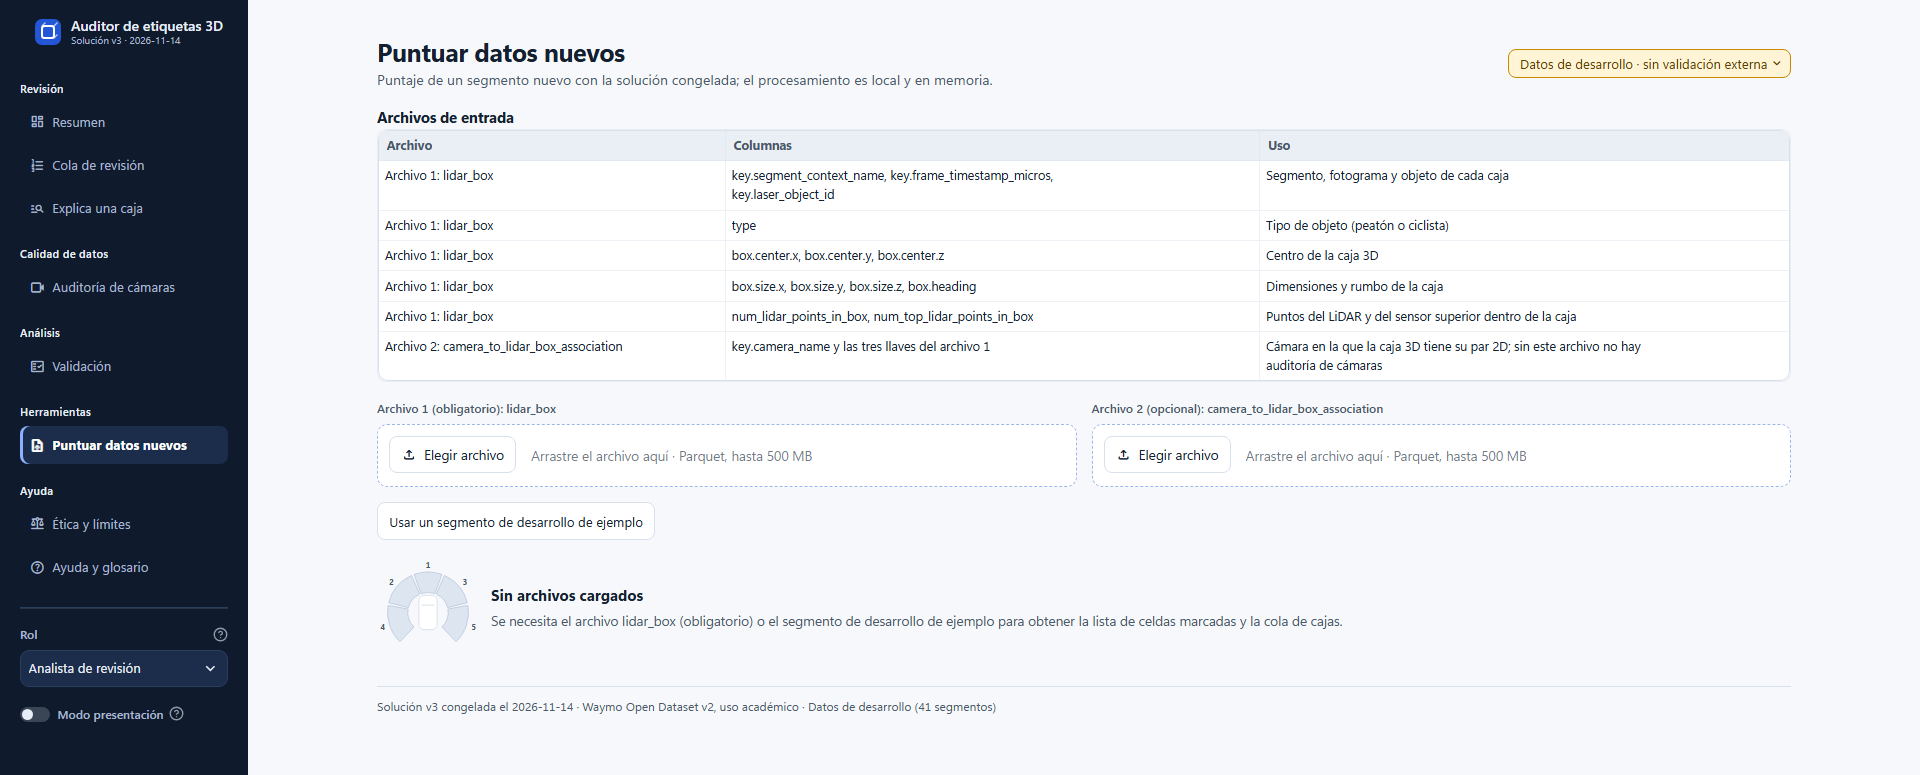 Auditor de etiquetas 3D
Solución v3 · 2026-11-14
Revisión
Resumen
Cola de revisión
Explica una caja
Calidad de datos
Auditoría de cámaras
Análisis
Validación
Herramientas
Puntuar datos nuevos
Ayuda
Ética y límites
Ayuda y glosario
Rol
Analista de revisión
Modo presentación
Puntuar datos nuevos
Puntaje de un segmento nuevo con la solución congelada; el procesamiento es local y en memoria.
Datos de desarrollo · sin validación externa
Archivos de entrada
Archivo Columnas Uso
Archivo 1: lidar_box key.segment_context_name, key.frame_timestamp_micros, Segmento, fotograma y objeto de cada caja
key.laser_object_id
Archivo 1: lidar_box type Tipo de objeto (peatón o ciclista)
Archivo 1: lidar_box box.center.x, box.center.y, box.center.z Centro de la caja 3D
Archivo 1: lidar_box box.size.x, box.size.y, box.size.z, box.heading Dimensiones y rumbo de la caja
Archivo 1: lidar_box num_lidar_points_in_box, num_top_lidar_points_in_box Puntos del LiDAR y del sensor superior dentro de la caja
Archivo 2: camera_to_lidar_box_association key.camera_name y las tres llaves del archivo 1 Cámara en la que la caja 3D tiene su par 2D; sin este archivo no hay
auditoría de cámaras
Archivo 1 (obligatorio): lidar_box
Elegir archivo Arrastre el archivo aquí · Parquet, hasta 500 MB
Archivo 2 (opcional): camera_to_lidar_box_association
Elegir archivo Arrastre el archivo aquí · Parquet, hasta 500 MB
Usar un segmento de desarrollo de ejemplo
1
2 3
4 5
Sin archivos cargados
Se necesita el archivo lidar_box (obligatorio) o el segmento de desarrollo de ejemplo para obtener la lista de celdas marcadas y la cola de cajas.
Solución v3 congelada el 2026-11-14 · Waymo Open Dataset v2, uso académico · Datos de desarrollo (41 segmentos)